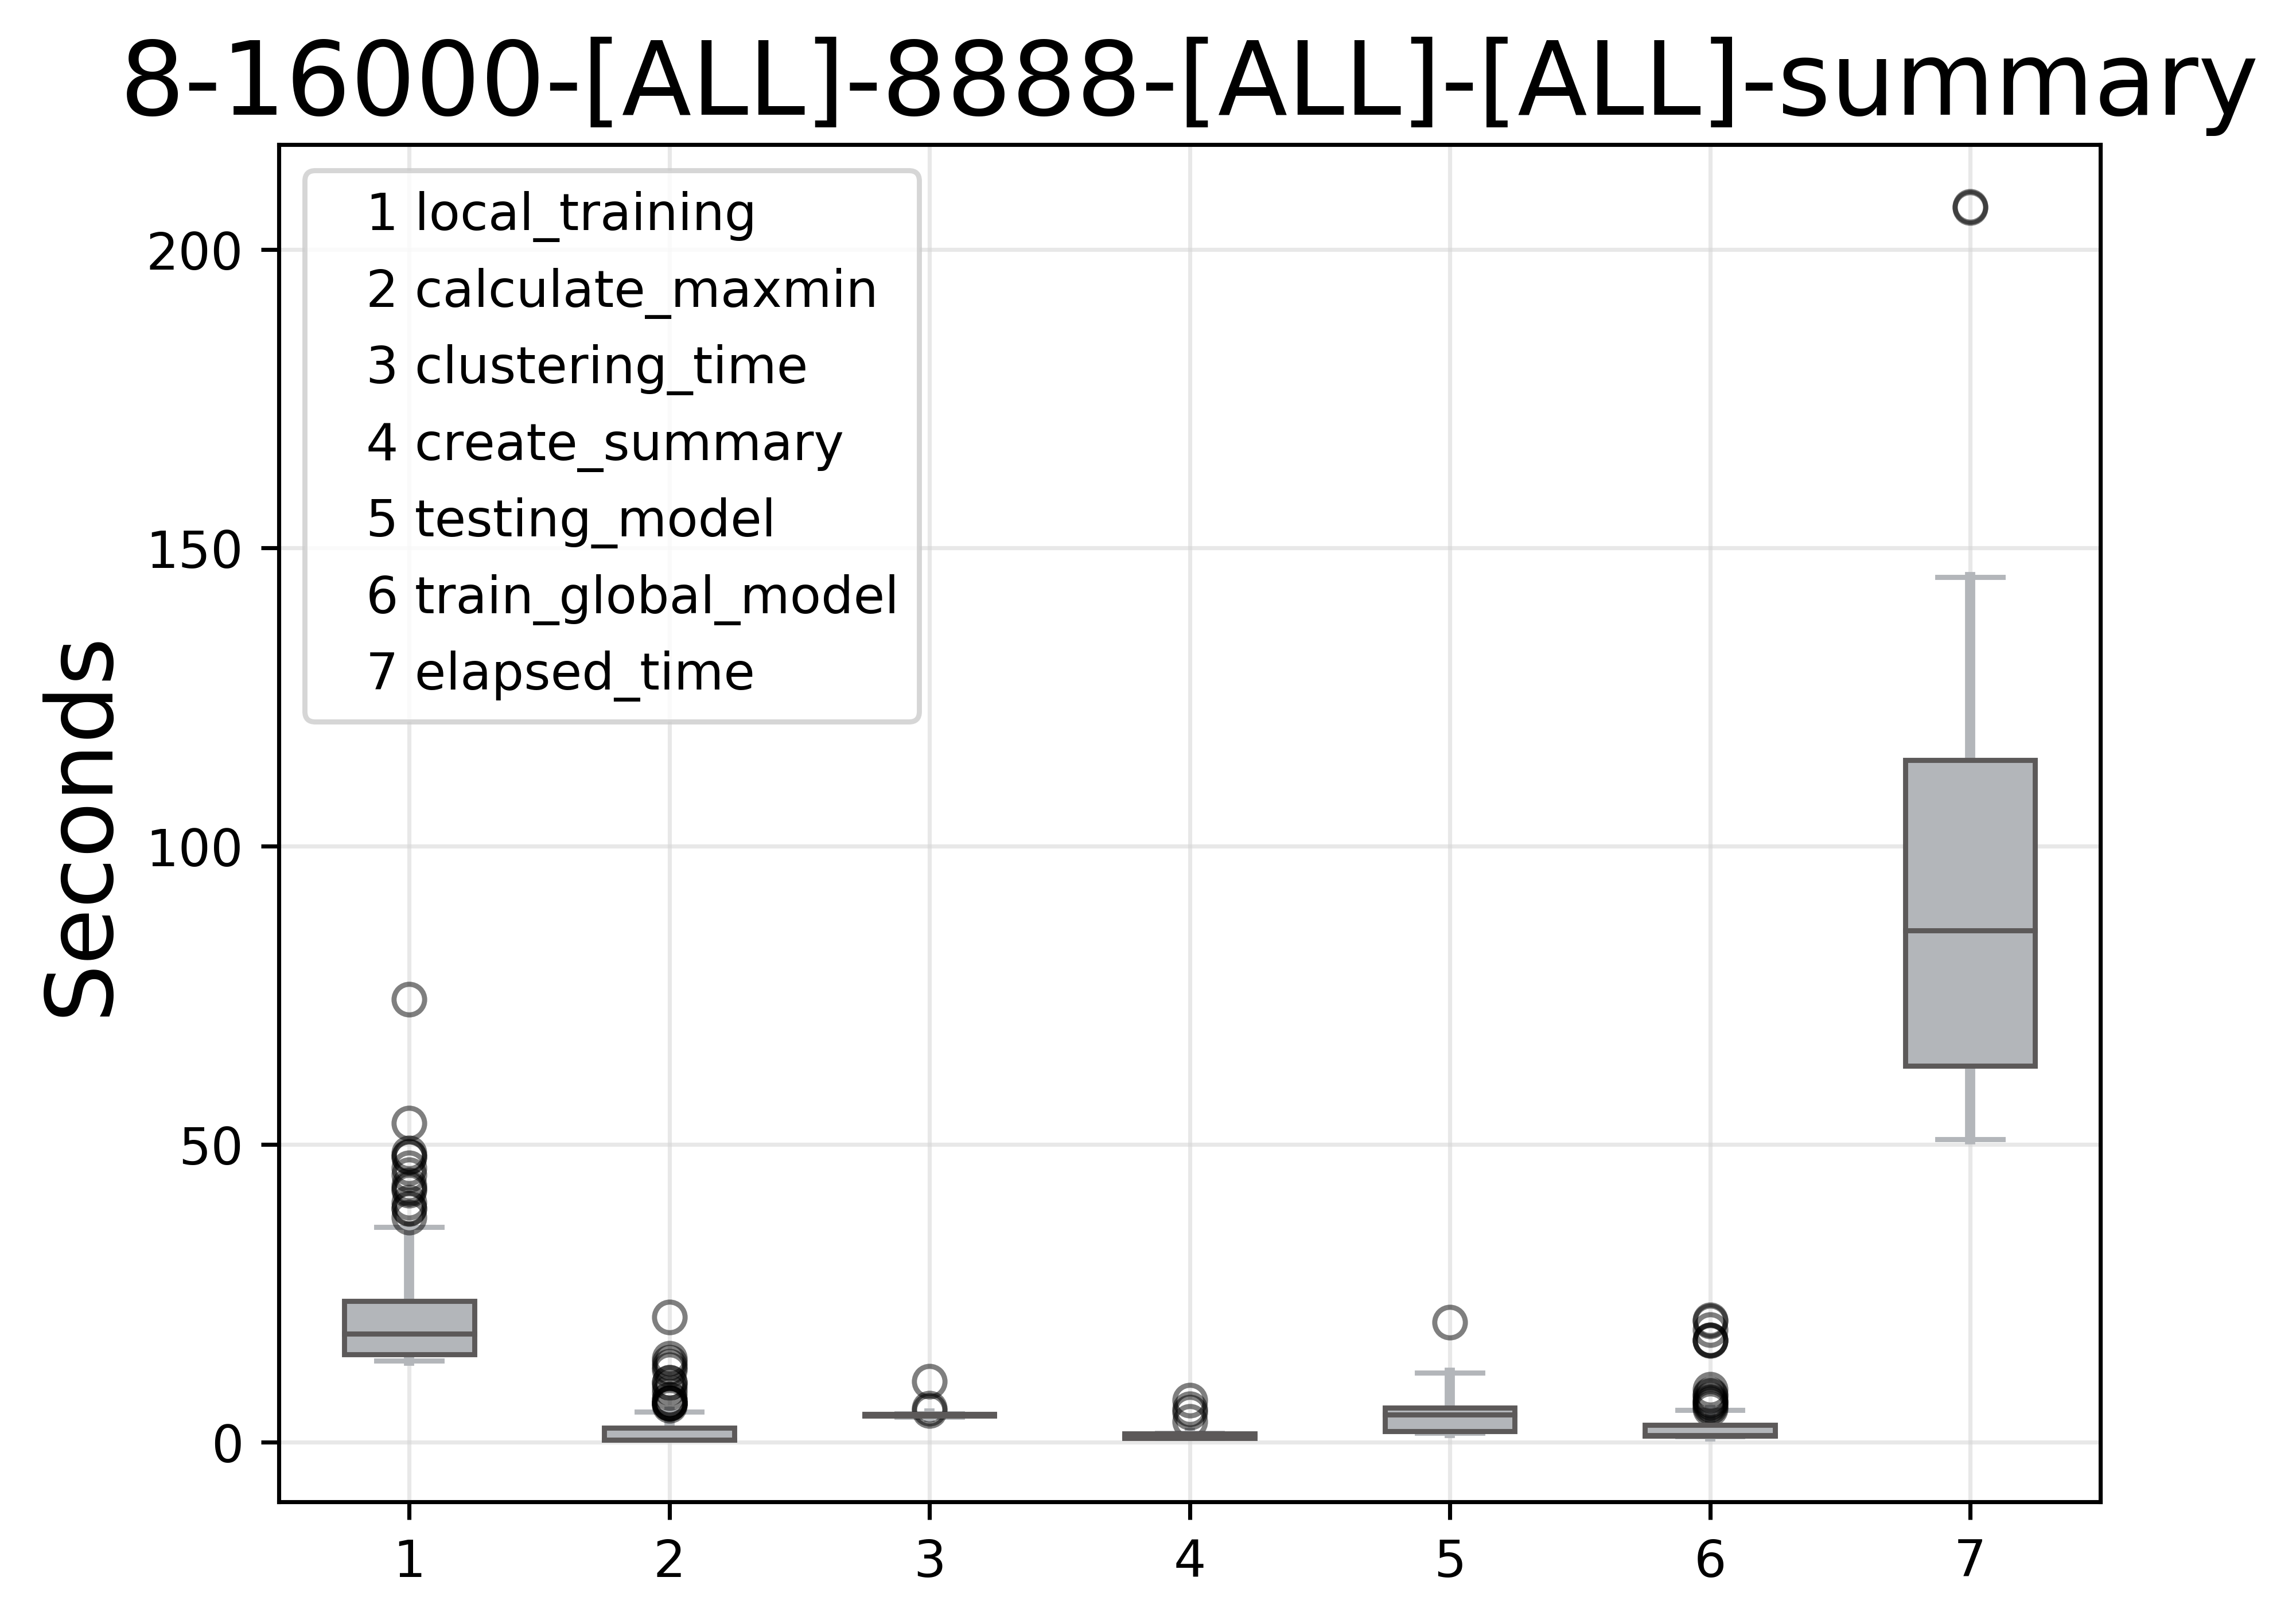 8-16000-[ALL]-8888-[ALL]-[ALL]-summary
1 local_training
2 calculate_maxmin
3 clustering_time
4 create_summary
5 testing_model
6 train_global_model
7 elapsed_time
Seconds
200
150
100
50
0
1 2 3 4 5 6 7